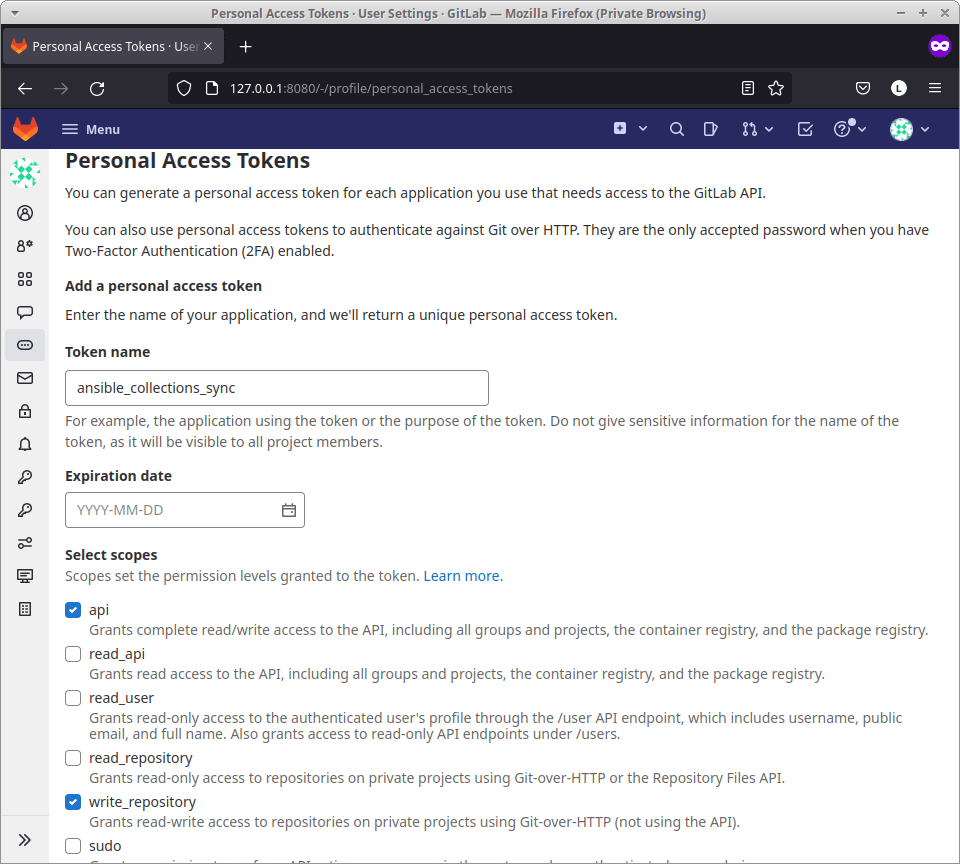 Personal Access Tokens · User Settings · GitLab — Mozilla Firefox (Private Browsing)
Personal Access Tokens · User
127.0.0.1:8080/-/profile/personal_access_tokens
L
Menu
Personal Access Tokens
You can generate a personal access token for each application you use that needs access to the GitLab API.
You can also use personal access tokens to authenticate against Git over HTTP. They are the only accepted password when you have
Two-Factor Authentication (2FA) enabled.
Add a personal access token
Enter the name of your application, and we'll return a unique personal access token.
Token name
ansible_collections_sync
For example, the application using the token or the purpose of the token. Do not give sensitive information for the name of the
token, as it will be visible to all project members.
Expiration date
YYYY-MM-DD
Select scopes
Scopes set the permission levels granted to the token. Learn more.
api
Grants complete read/write access to the API, including all groups and projects, the container registry, and the package registry.
read_api
Grants read access to the API, including all groups and projects, the container registry, and the package registry.
read_user
Grants read-only access to the authenticated user's profile through the /user API endpoint, which includes username, public
email, and full name. Also grants access to read-only API endpoints under /users.
read_repository
Grants read-only access to repositories on private projects using Git-over-HTTP or the Repository Files API.
write_repository
Grants read-write access to repositories on private projects using Git-over-HTTP (not using the API).
sudo